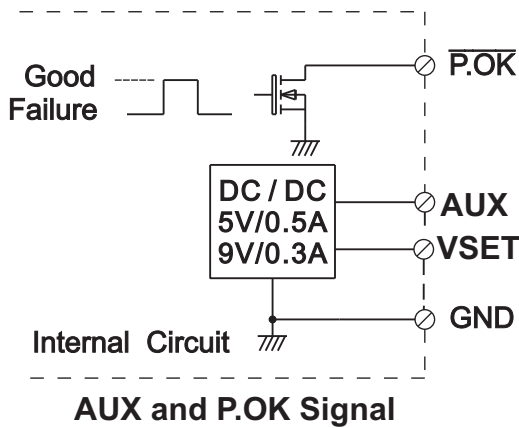 P.OK
Good
Failure
DC / DC
5V/0.5A
9V/0.3A
AUX
VSET
GND
Internal Circuit
AUX and P.OK Signal